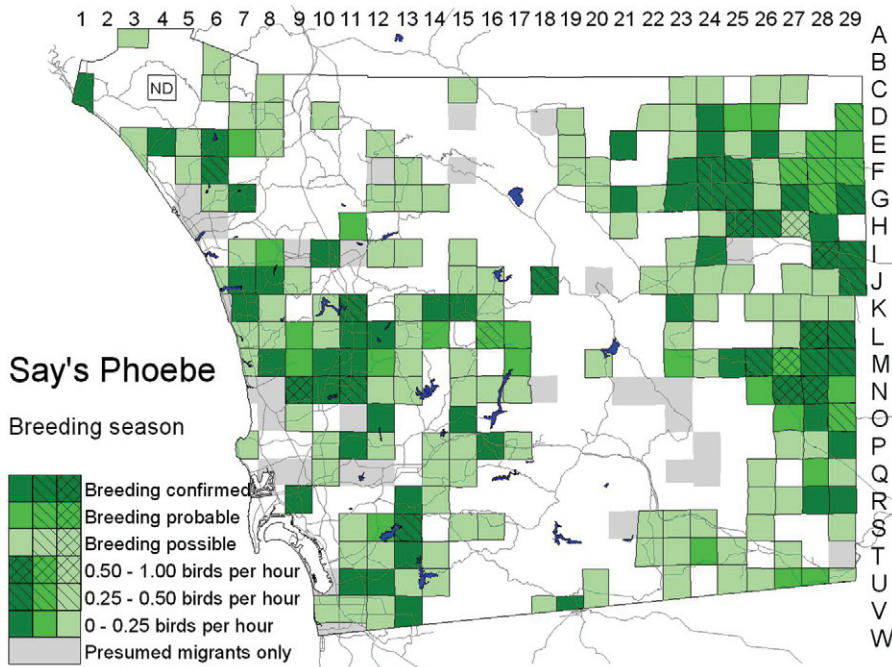 1 2 3 4 5 6 7 8 9 10 11 12 13 14 15 16 17 18 19 20 21 22 23 24 25 26 27 28 29
A
B
C
D
E
F
G
H
I
J
K
L
M
N
O
P
Q
R
S
T
U
V
W
ND
Say's Phoebe
Breeding season
Breeding confirmed
Breeding probable
Breeding possible
0.50 - 1.00 birds per hour
0.25 - 0.50 birds per hour
0 - 0.25 birds per hour
Presumed migrants only